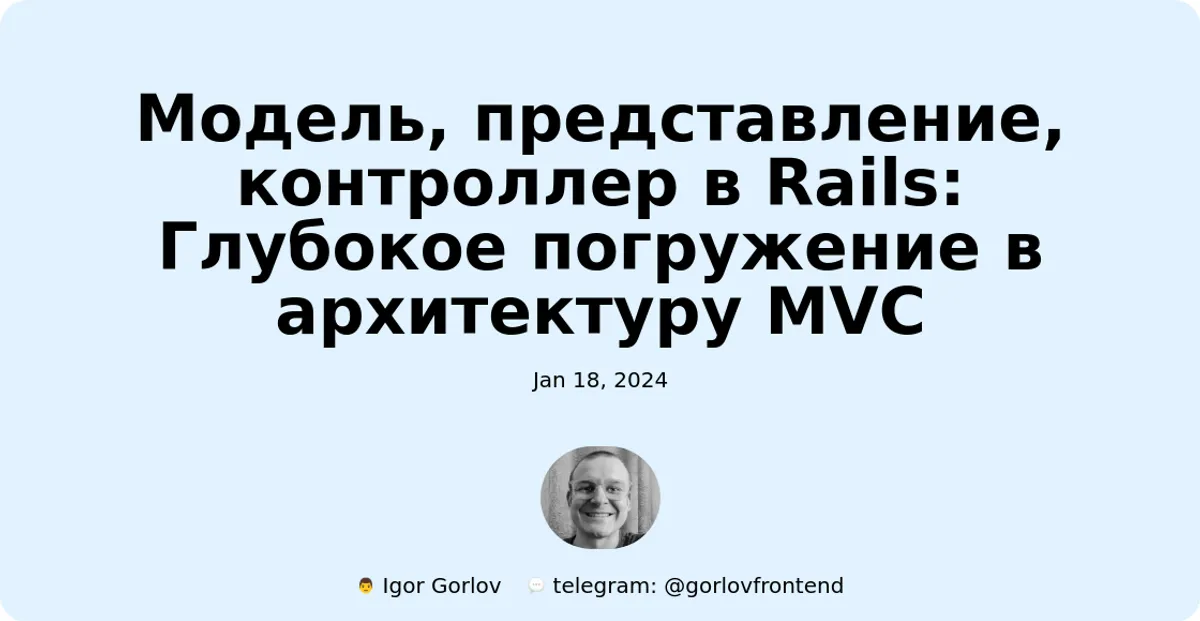 Модель, представление,
контроллер в Rails:
Глубокое погружение в
архитектуру MVC
Jan 18, 2024
Igor Gorlov telegram: @gorlovfrontend